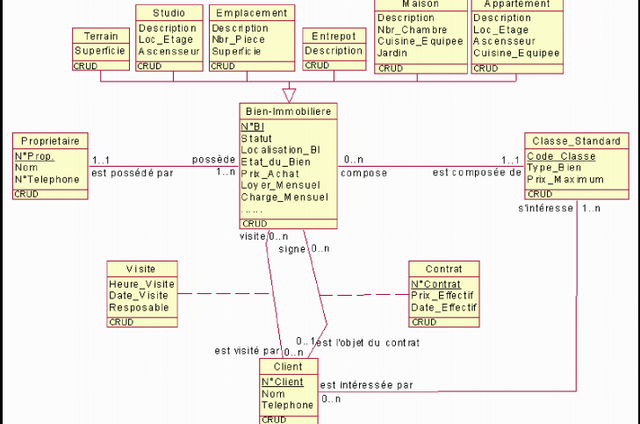 Terrain
Superficie
CRUD
Studio
Description
Loc_Etage
Ascensseur
CRUD
Emplacement
Description
Nbr_Piece
Superficie
CRUD
Entrepot
Description
CRUD
Maison
Description
Nbr_Chambre
Cuisine_Equipee
Jardin
CRUD
Appartement
Description
Loc_Etage
Ascensseur
Cuisine_Equipee
CRUD
Proprietaire
N°Prop.
Nom
N°Telephone
CRUD
1..1
est possédé par
possède
1..n
Bien-Immobiliere
N°BI
Statut
Localisation_BI
Etat_du_Bien
Prix_Achat
Loyer_Mensuel
Charge_Mensuel
......
CRUD
0..n
compose
1..1
est composée de
Classe_Standard
Code_Classe
Type_Bien
Prix_Maximum
CRUD
s'intéresse
1..n
visite
0..n
signe
0..n
Visite
Heure_Visite
Date_Visite
Resposable
CRUD
Contrat
N°Contrat
Prix_Effectif
Date_Effectif
CRUD
0..1
est l'objet du contrat
est visité par
0..n
Client
N°Client
Nom
Telephone
CRUD
est intéressée par
0..n